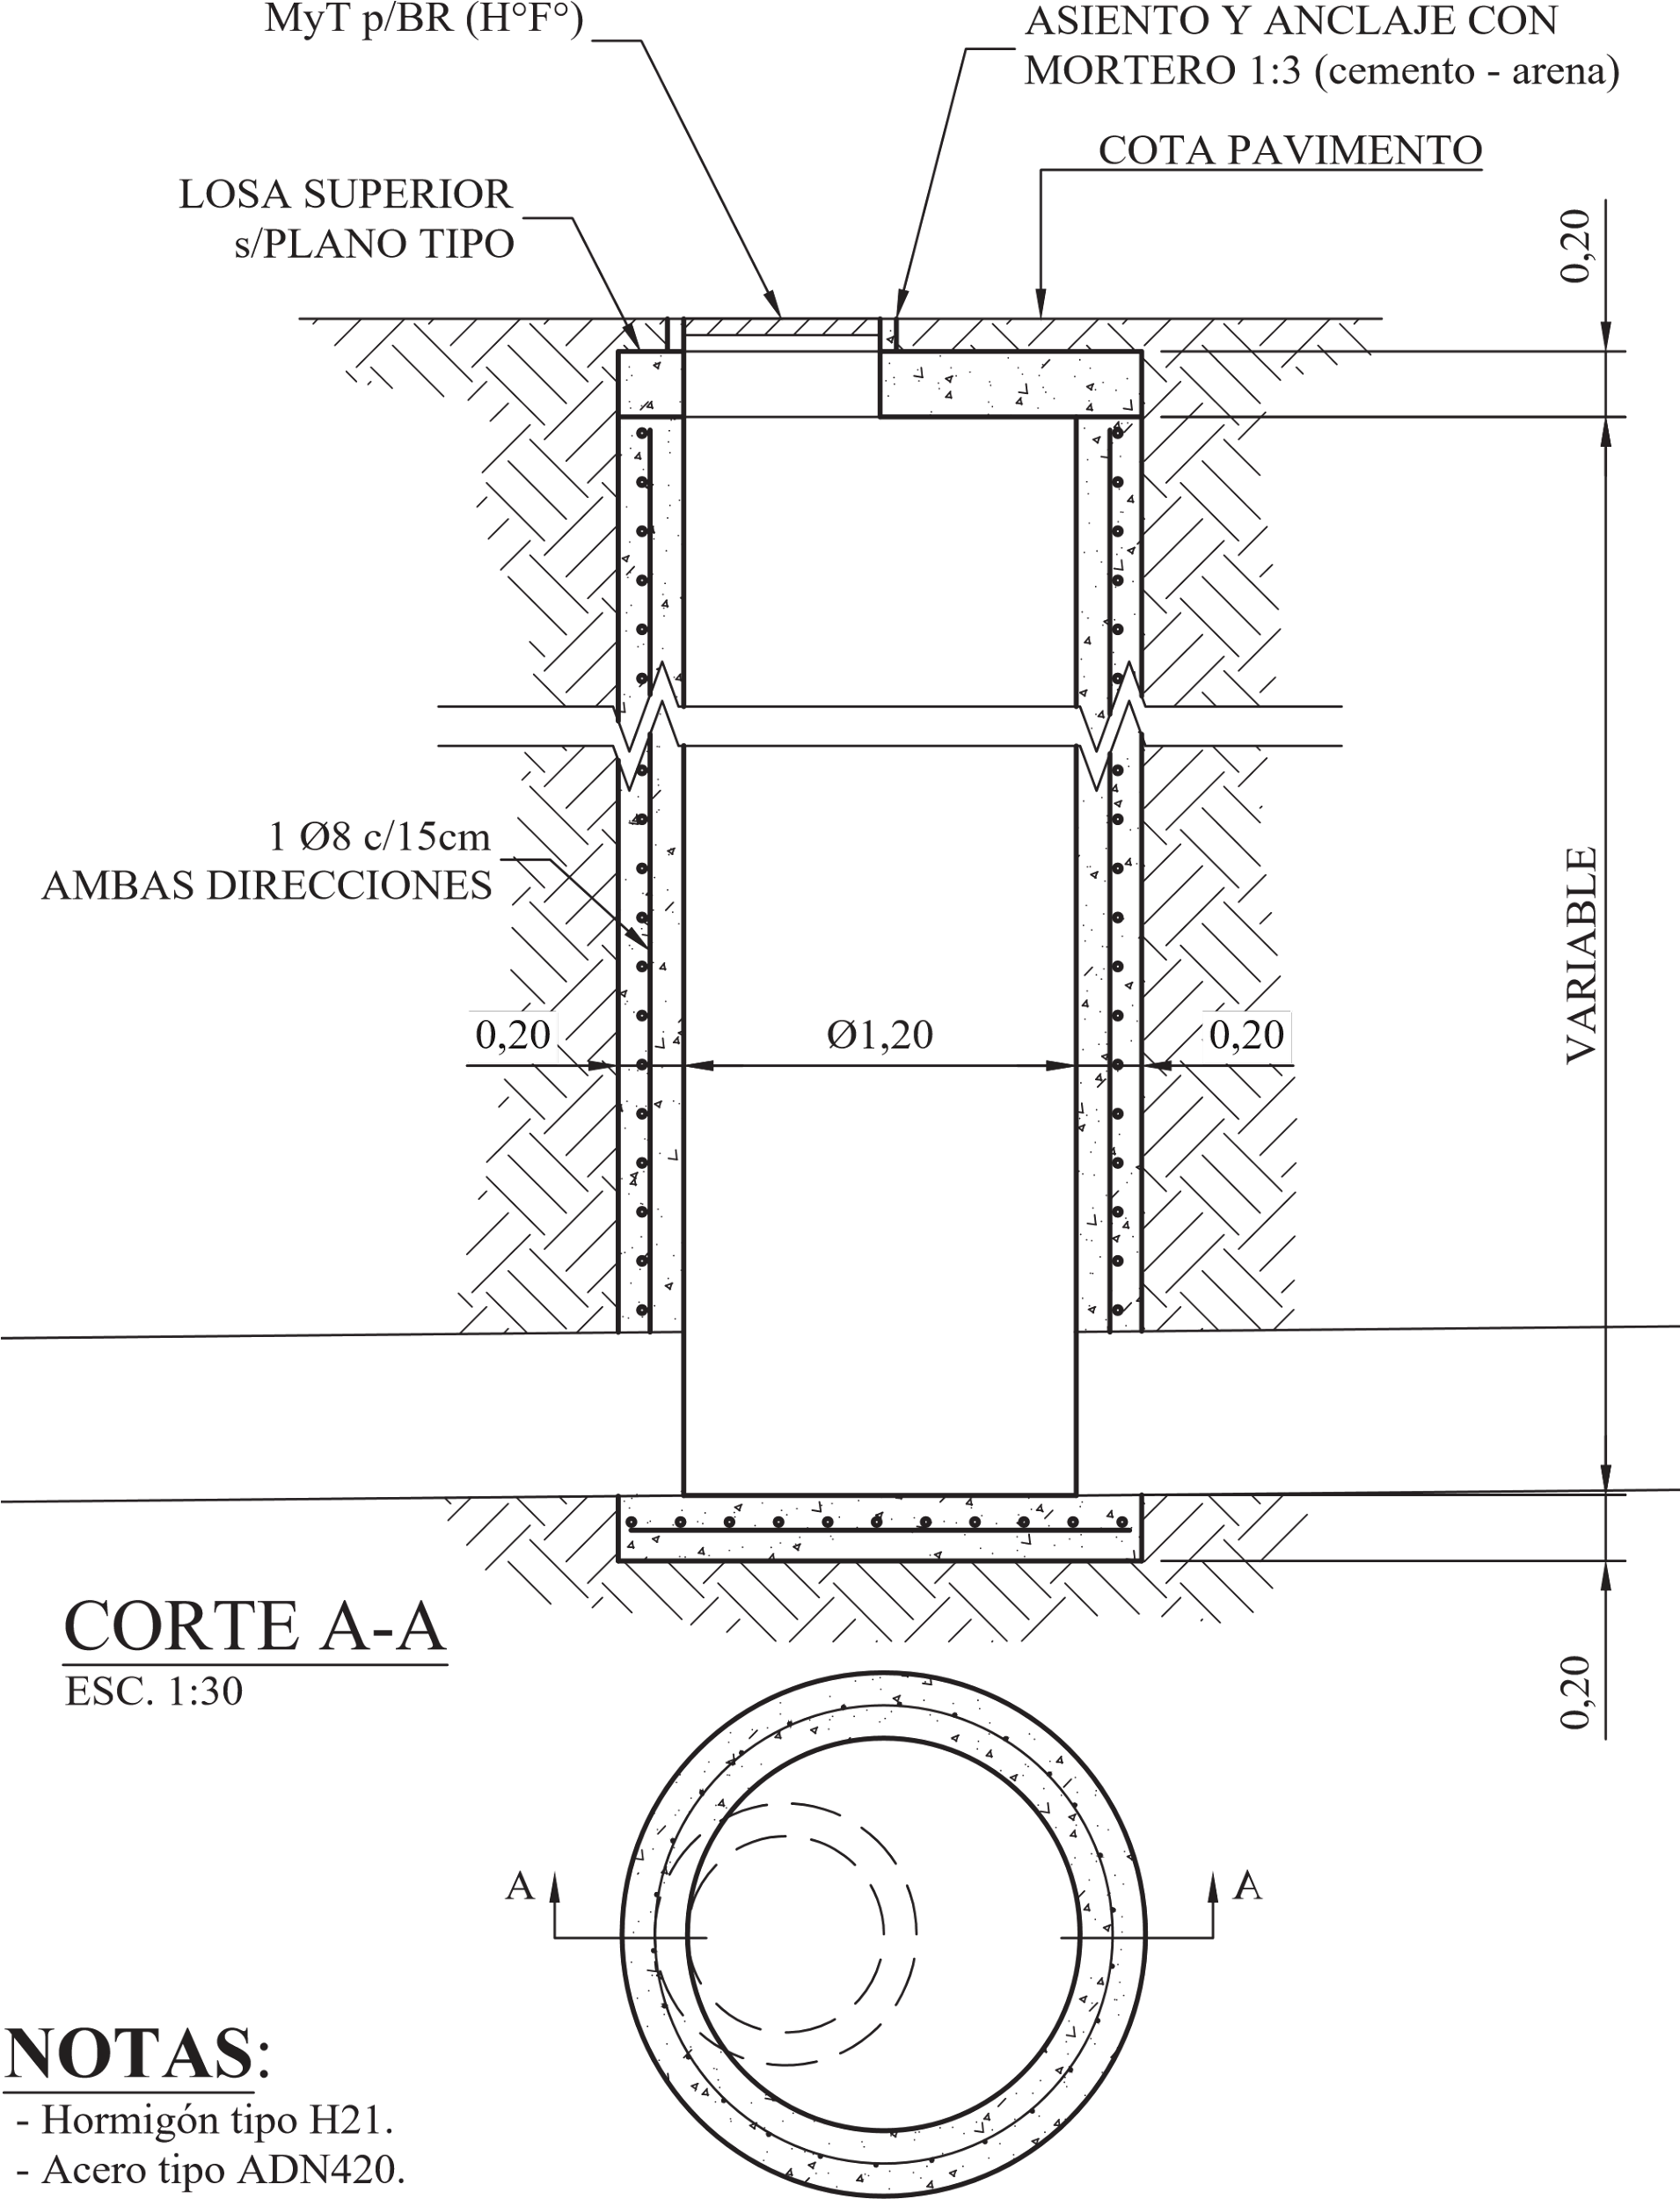 MyT p/BR (H°F°)
ASIENTO Y ANCLAJE CON
MORTERO 1:3 (cemento - arena)
COTA PAVIMENTO
LOSA SUPERIOR
s/PLANO TIPO
0,20
1 Ø8 c/15cm
AMBAS DIRECCIONES
VARIABLE
0,20
Ø1,20
0,20
CORTE A-A
ESC. 1:30
0,20
A
A
NOTAS:
- Hormigón tipo H21.
- Acero tipo ADN420.